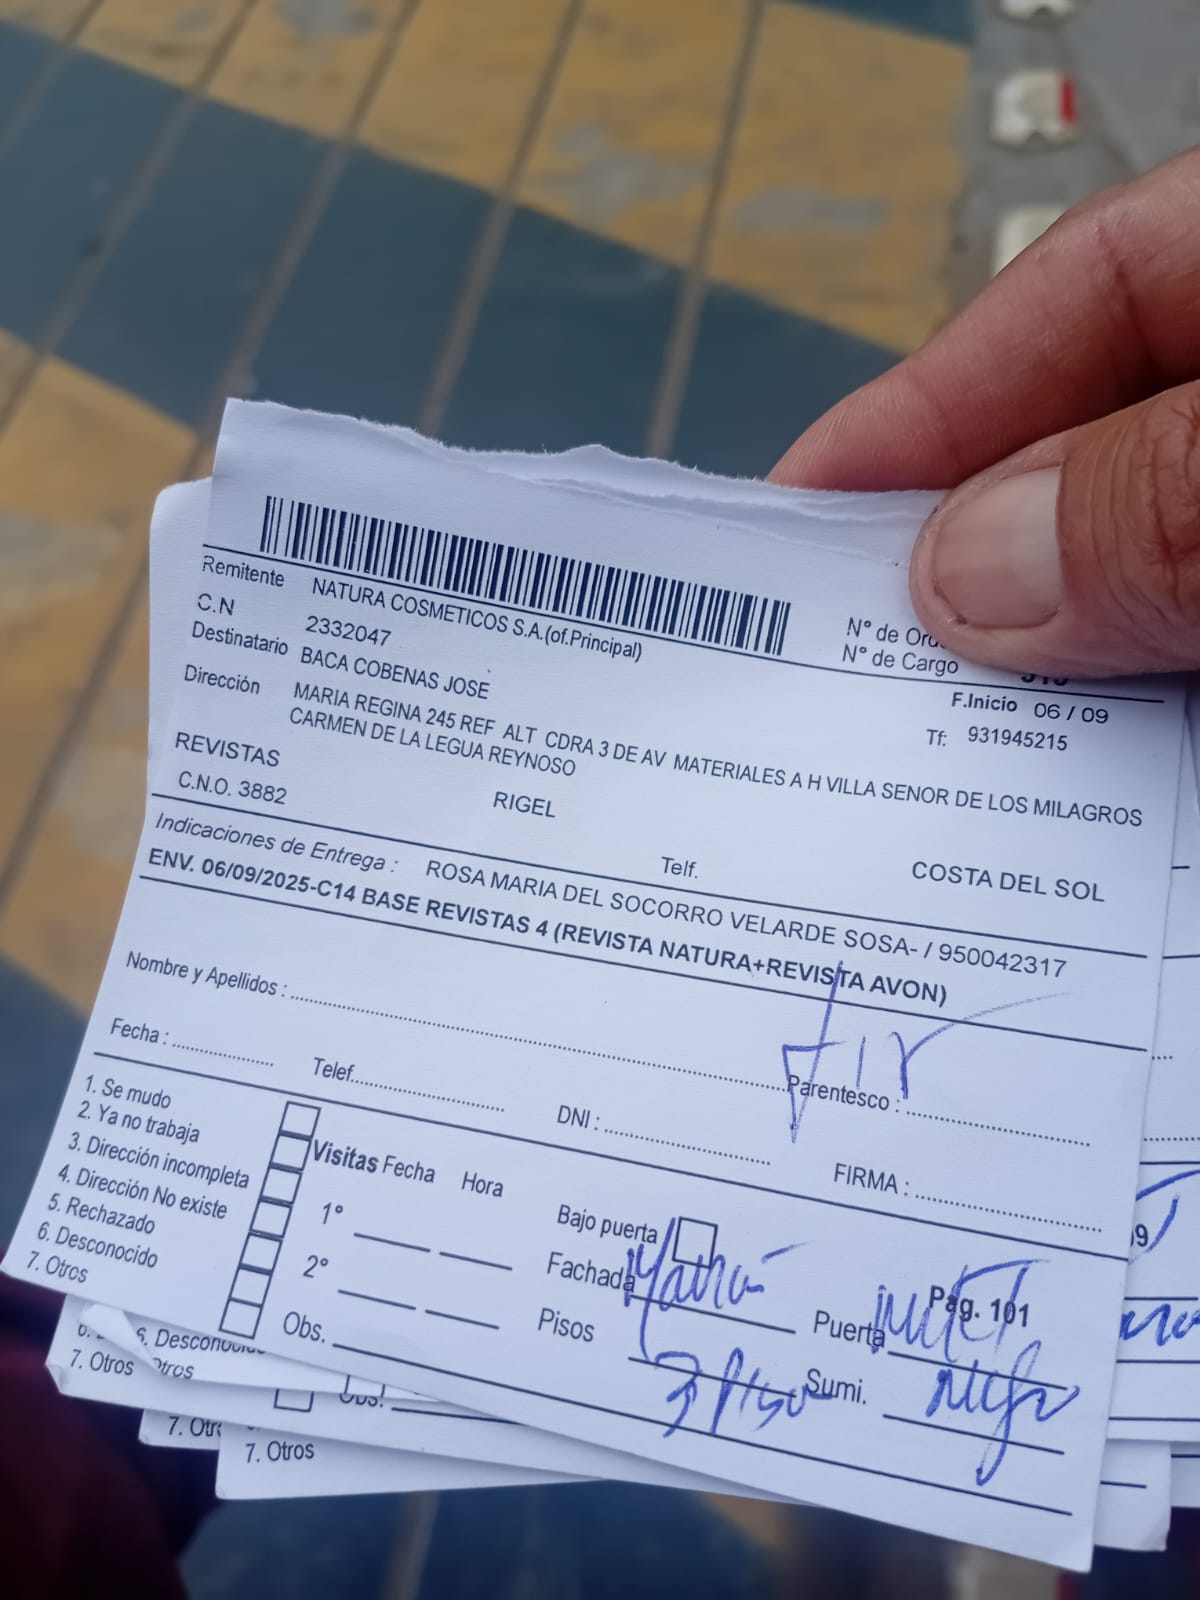 Remitente NATURA COSMETICOS S.A.(of.Principal)
N° de
C.N 2332047
N° de Cargo
Destinatario BACA COBENAS JOSE
F.Inicio 06 / 09
Dirección MARIA REGINA 245 REF ALT CDRA 3 DE AV MATERIALES A H VILLA SENOR DE LOS MILAGROS
CARMEN DE LA LEGUA REYNOSO
Tf: 931945215
REVISTAS
C.N.O. 3882 RIGEL Telf. COSTA DEL SOL
Indicaciones de Entrega : ROSA MARIA DEL SOCORRO VELARDE SOSA- / 950042317
ENV. 06/09/2025-C14 BASE REVISTAS 4 (REVISTA NATURA+REVISTA AVON)
Nombre y Apellidos : Parentesco :
Fecha : Telef. DNI : FIRMA :
1. Se mudo
2. Ya no trabaja
3. Dirección incompleta
4. Dirección No existe
5. Rechazado
6. Desconocido
7. Otros
Visitas Fecha Hora
1°
2°
Obs.
Bajo puerta
Fachada
Puerta
Pag. 101
Pisos 3 piso
Sumi.
6. Desconoci
7. Otros
Otros
7. Otr
7. Otros
Obs.